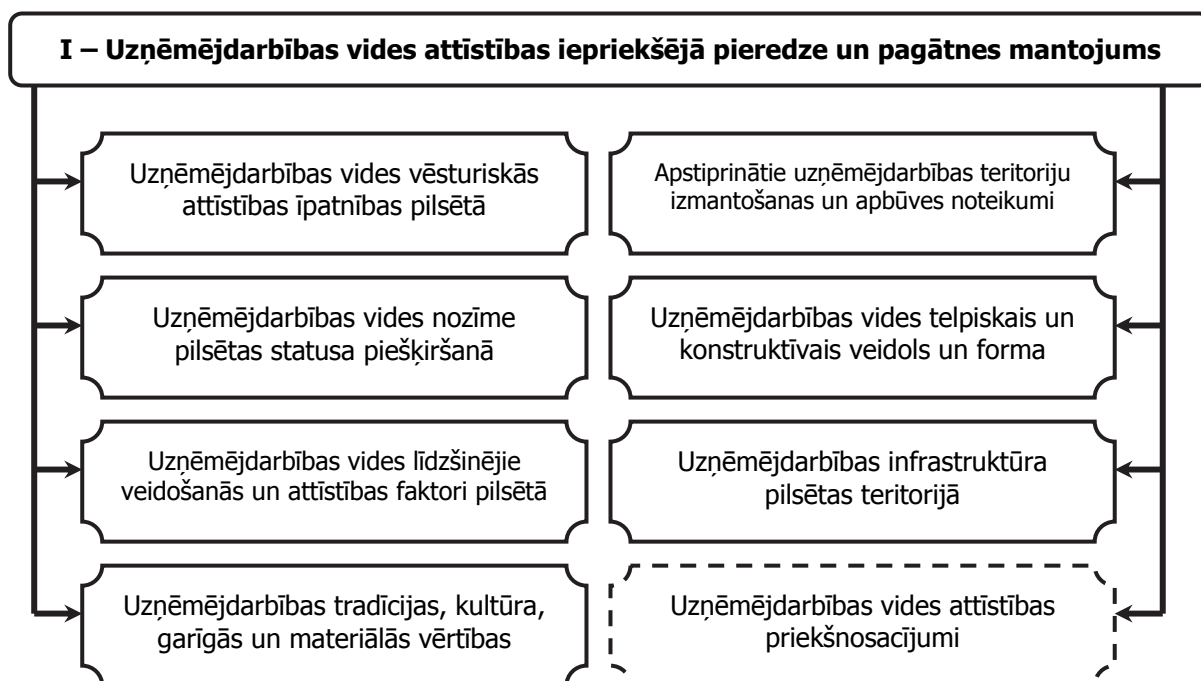 I – Uzņēmējdarbības vides attīstības iepriekšējā pieredze un pagātnes mantojums
Uzņēmējdarbības vides vēsturiskās
attīstības īpatnības pilsētā
Apstiprinātie uzņēmējdarbības teritoriju
izmantošanas un apbūves noteikumi
Uzņēmējdarbības vides nozīme
pilsētas statusa piešķiršanā
Uzņēmējdarbības vides telpiskais un
konstruktīvais veidols un forma
Uzņēmējdarbības vides līdzšinējie
veidošanās un attīstības faktori pilsētā
Uzņēmējdarbības infrastruktūra
pilsētas teritorijā
Uzņēmējdarbības tradīcijas, kultūra,
garīgās un materiālās vērtības
Uzņēmējdarbības vides attīstības
priekšnosacījumi